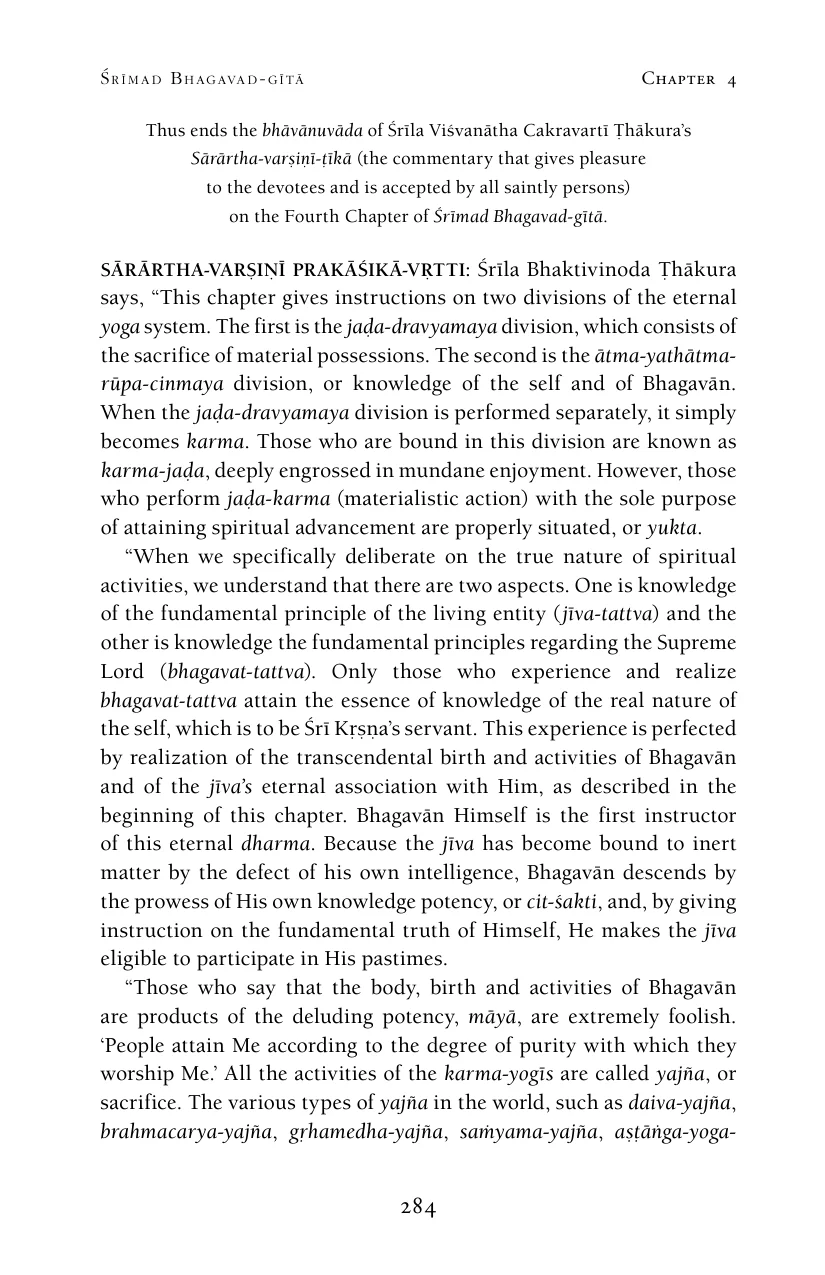 Śrīmad Bhagavad-gītā Chapter 4
Thus ends the bhāvānuvāda of Śrīla Viśvanātha Cakravartī Ṭhākura’s
Sārārtha-varṣiṇī-ṭīkā (the commentary that gives pleasure
to the devotees and is accepted by all saintly persons)
on the Fourth Chapter of Śrīmad Bhagavad-gītā.
SĀRĀRTHA-VARṢIṆĪ PRAKĀŚIKĀ-VṚTTI: Śrīla Bhaktivinoda Ṭhākura
says, “This chapter gives instructions on two divisions of the eternal
yoga system. The first is the jaḍa-dravyamaya division, which consists of
the sacrifice of material possessions. The second is the ātma-yathātma-
rūpa-cinmaya division, or knowledge of the self and of Bhagavān.
When the jaḍa-dravyamaya division is performed separately, it simply
becomes karma. Those who are bound in this division are known as
karma-jaḍa, deeply engrossed in mundane enjoyment. However, those
who perform jaḍa-karma (materialistic action) with the sole purpose
of attaining spiritual advancement are properly situated, or yukta.
“When we specifically deliberate on the true nature of spiritual
activities, we understand that there are two aspects. One is knowledge
of the fundamental principle of the living entity (jīva-tattva) and the
other is knowledge the fundamental principles regarding the Supreme
Lord (bhagavat-tattva). Only those who experience and realize
bhagavat-tattva attain the essence of knowledge of the real nature of
the self, which is to be Śrī Kṛṣṇa’s servant. This experience is perfected
by realization of the transcendental birth and activities of Bhagavān
and of the jīva’s eternal association with Him, as described in the
beginning of this chapter. Bhagavān Himself is the first instructor
of this eternal dharma. Because the jīva has become bound to inert
matter by the defect of his own intelligence, Bhagavān descends by
the prowess of His own knowledge potency, or cit-śakti, and, by giving
instruction on the fundamental truth of Himself, He makes the jīva
eligible to participate in His pastimes.
“Those who say that the body, birth and activities of Bhagavān
are products of the deluding potency, māyā, are extremely foolish.
‘People attain Me according to the degree of purity with which they
worship Me.’ All the activities of the karma-yogīs are called yajña, or
sacrifice. The various types of yajña in the world, such as daiva-yajña,
brahmacarya-yajña, gṛhamedha-yajña, saṁyama-yajña, aṣṭāṅga-yoga-
284